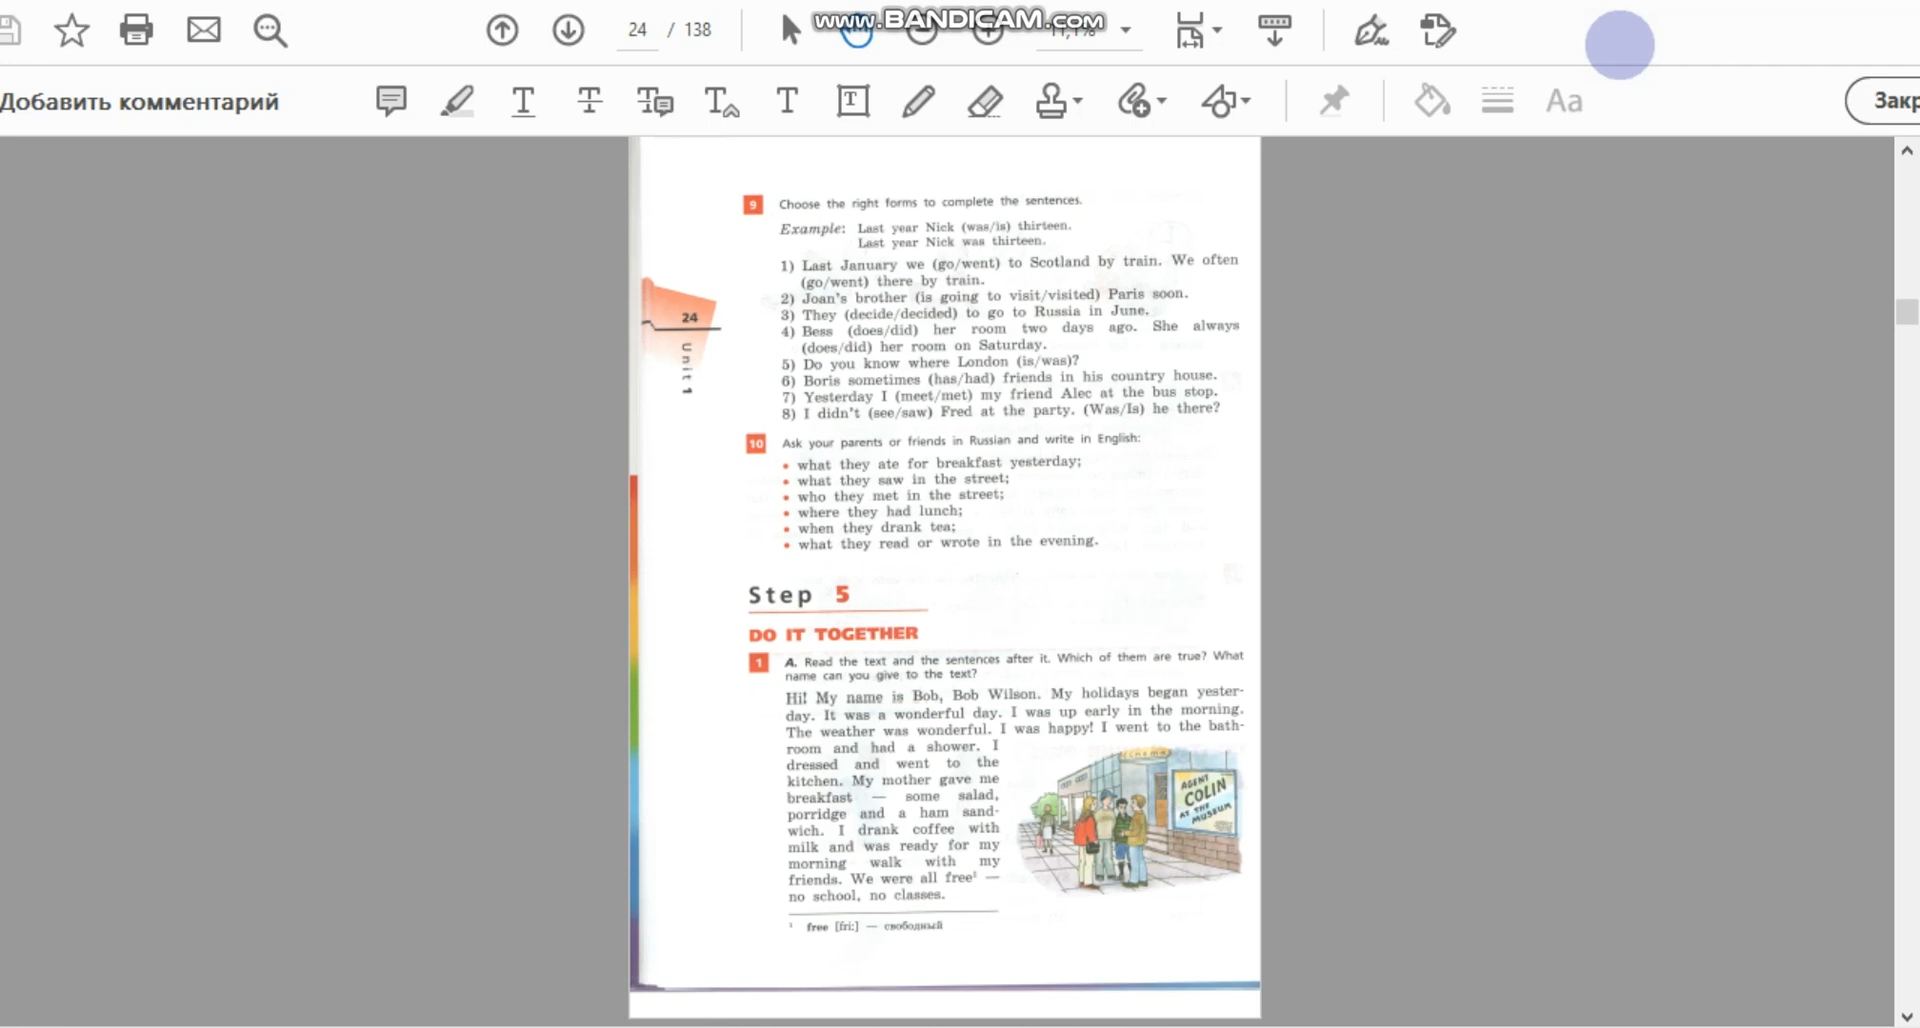 www.BANDICAM.com
24 / 138
Добавить комментарий
Aa
9 Choose the right forms to complete the sentences.
Example: Last year Nick (was/is) thirteen.
Last year Nick was thirteen.
1) Last January we (go/went) to Scotland by train. We often
(go/went) there by train.
2) Joan's brother (is going to visit/visited) Paris soon.
3) They (decide/decided) to go to Russia in June.
4) Bess (does/did) her room two days ago. She always
(does/did) her room on Saturday.
5) Do you know where London (is/was)?
6) Boris sometimes (has/had) friends in his country house.
7) Yesterday I (meet/met) my friend Alec at the bus stop.
8) I didn't (see/saw) Fred at the party. (Was/Is) he there?
24
Unit 1
10 Ask your parents or friends in Russian and write in English:
• what they ate for breakfast yesterday;
• what they saw in the street;
• who they met in the street;
• where they had lunch;
• when they drank tea;
• what they read or wrote in the evening.
Step 5
DO IT TOGETHER
1 A. Read the text and the sentences after it. Which of them are true? What
name can you give to the text?
Hi! My name is Bob, Bob Wilson. My holidays began yester-
day. It was a wonderful day. I was up early in the morning.
The weather was wonderful. I was happy! I went to the bath-
room and had a shower. I
dressed and went to the
kitchen. My mother gave me
breakfast — some salad,
porridge and a ham sand-
wich. I drank coffee with
milk and was ready for my
morning walk with my
friends. We were all free¹ —
no school, no classes.
CINEMA
AGENT
COLIN
AT THE
MUSEUM
¹ free [fri:] — свободный